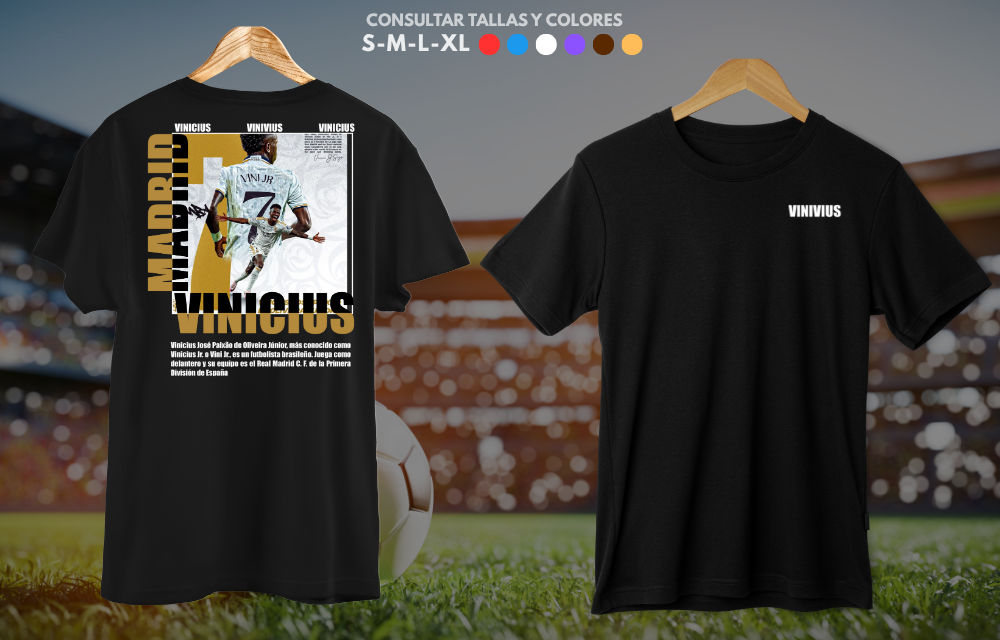 CONSULTAR TALLAS Y COLORES
S-M-L-XL
VINICIUS VINIVIUS VINICIUS
MADRID
MADRID
VINI JR
7
VINICIUS
Vinicius José Paixão de Oliveira Júnior, más conocido como
Vinicius Jr. o Vini Jr., es un futbolista brasileño. Juega como
delantero y su equipo es el Real Madrid C. F. de la Primera
División de España
VINIVIUS